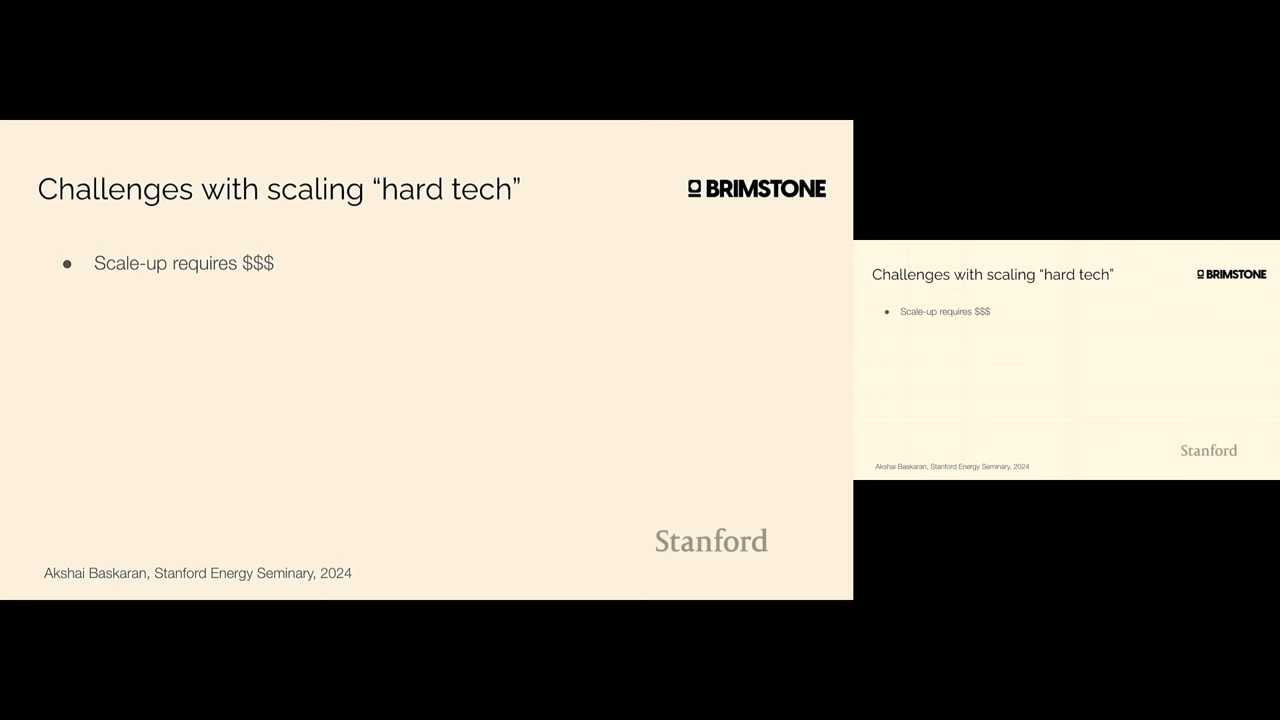 Challenges with scaling “hard tech”
BRIMSTONE
● Scale-up requires $$$
Stanford
Akshai Baskaran, Stanford Energy Seminary, 2024
Challenges with scaling “hard tech”
BRIMSTONE
● Scale-up requires $$$
Stanford
Akshai Baskaran, Stanford Energy Seminary, 2024